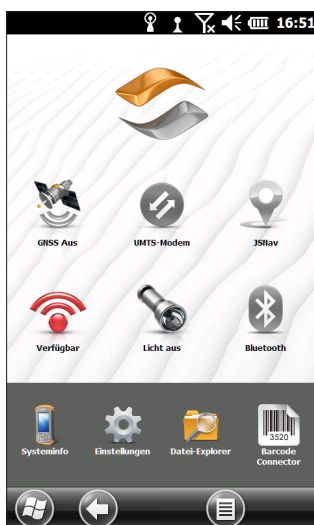 16:51
GNSS Aus
UMTS-Modem
JSNav
Verfügbar
Licht aus
Bluetooth
Systeminfo
Einstellungen
Datei-Explorer
3520
Barcode
Connector